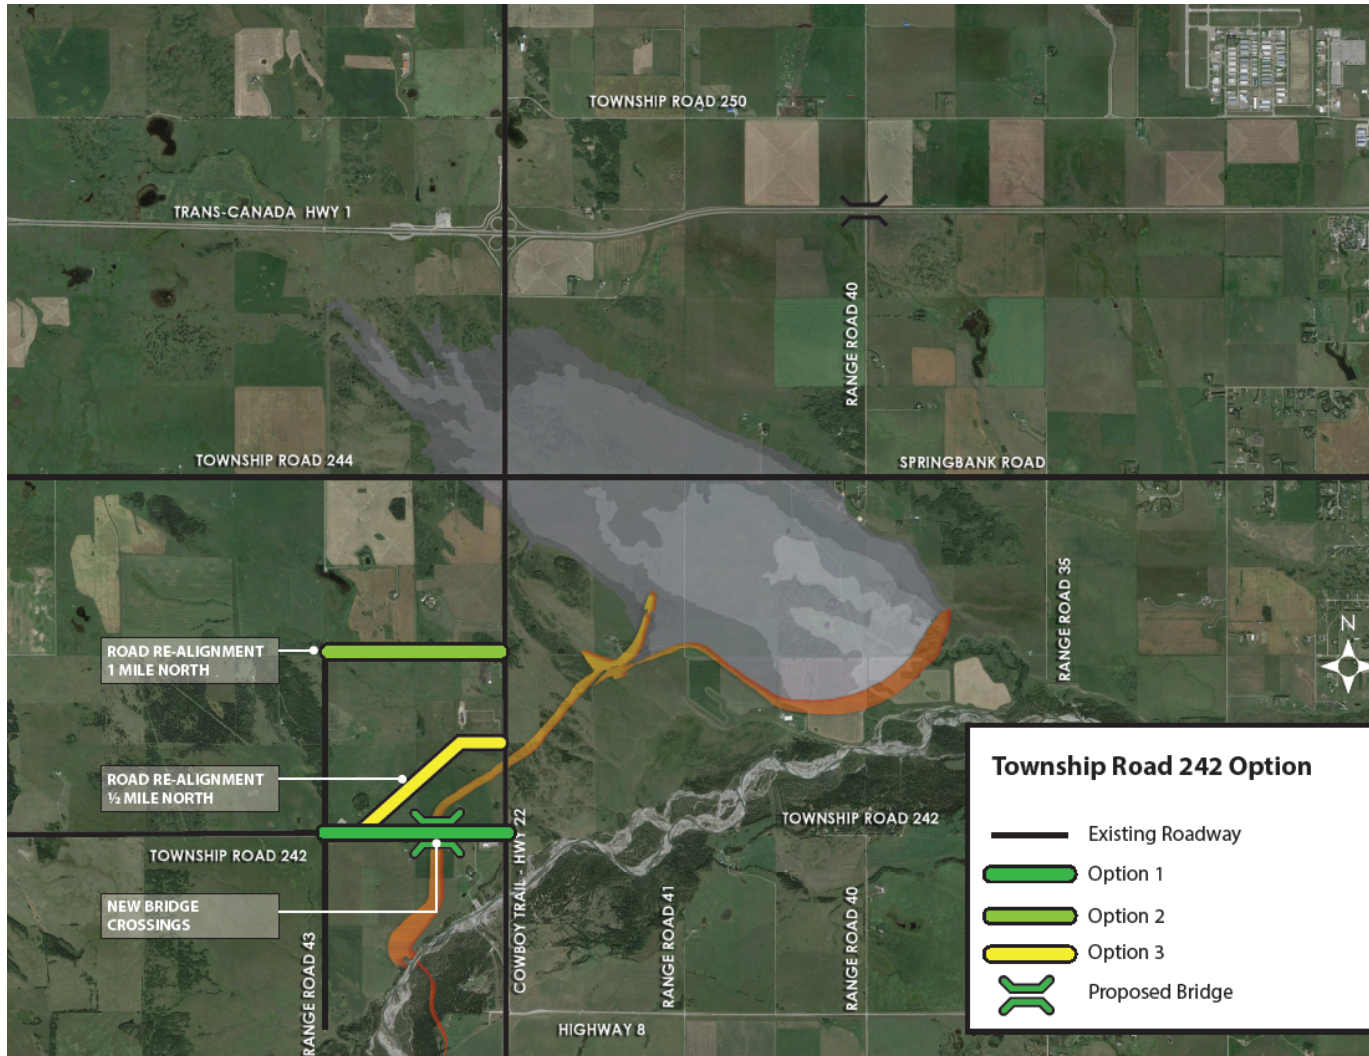 TOWNSHIP ROAD 250
TRANS-CANADA HWY 1
RANGE ROAD 40
TOWNSHIP ROAD 244
SPRINGBANK ROAD
RANGE ROAD 35
N
ROAD RE-ALIGNMENT
1 MILE NORTH
ROAD RE-ALIGNMENT
½ MILE NORTH
TOWNSHIP ROAD 242
NEW BRIDGE
CROSSINGS
RANGE ROAD 43
COWBOY TRAIL - HWY 22
TOWNSHIP ROAD 242
RANGE ROAD 41
RANGE ROAD 40
HIGHWAY 8
Township Road 242 Option
Existing Roadway
Option 1
Option 2
Option 3
Proposed Bridge